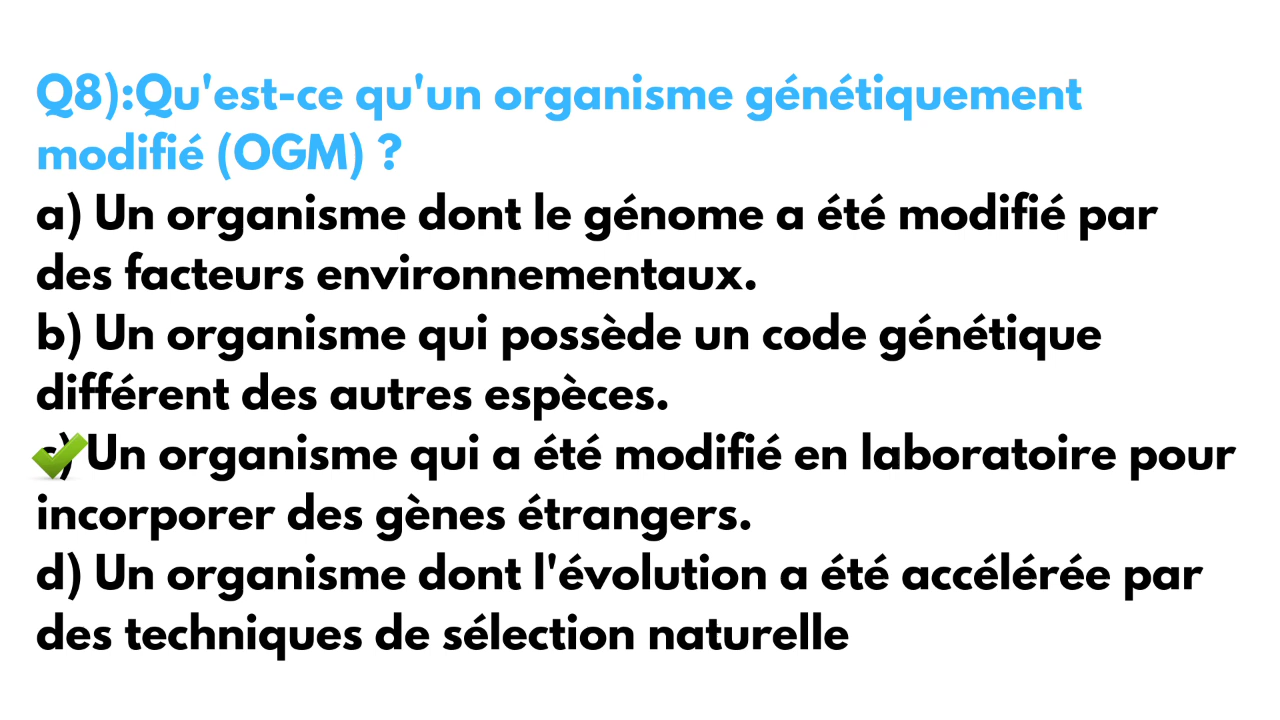 Q8):Qu'est-ce qu'un organisme génétiquement
modifié (OGM) ?
a) Un organisme dont le génome a été modifié par
des facteurs environnementaux.
b) Un organisme qui possède un code génétique
différent des autres espèces.
c) Un organisme qui a été modifié en laboratoire pour
incorporer des gènes étrangers.
d) Un organisme dont l'évolution a été accélérée par
des techniques de sélection naturelle